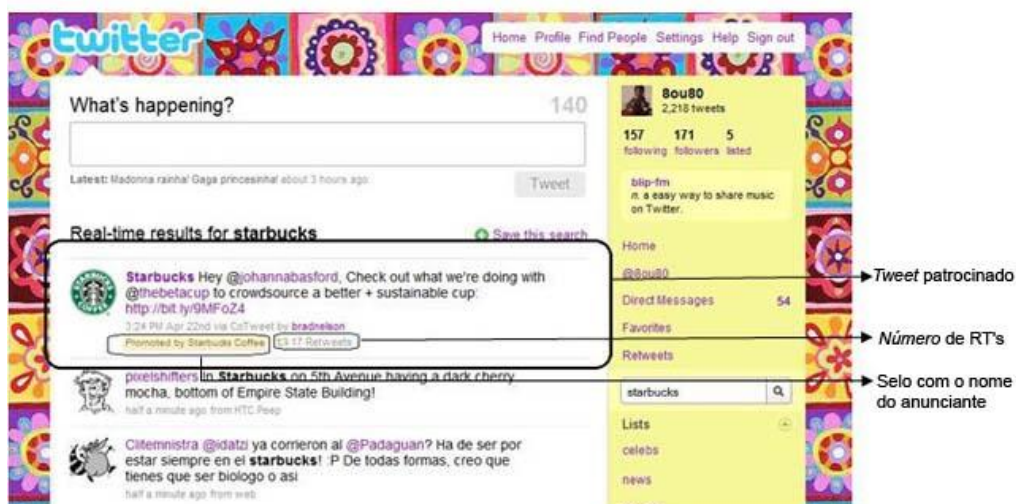 twitter
Home Profile Find People Settings Help Sign out
What's happening?
140
Latest: Madonna rainha! Gaga princesinha! about 3 hours ago
Tweet
Real-time results for starbucks
Save this search
Starbucks Hey @johannabasford, Check out what we're doing with
@thebetacup to crowdsource a better + sustainable cup:
http://bit.ly/9MFoZ4
3:24 PM Apr 22nd via CoTweet by bradnelson
Promoted by Starbucks Coffee
17 Retweets
pixelshifters In Starbucks on 5th Avenue having a dark cherry
mocha, bottom of Empire State Building!
half a minute ago from HTC Peep
Clitemnistra @idatzi ya corrieron al @Padaguan? Ha de ser por
estar siempre en el starbucks! :P De todas formas, creo que
tienes que ser biologo o asi
half a minute ago from web
8ou80
2,218 tweets
157 171 5
following followers listed
blip-fm
n. a easy way to share music
on Twitter.
Home
@8ou80
Direct Messages 54
Favorites
Retweets
starbucks
Lists
celebs
news
Tweet patrocinado
Número de RT's
Selo com o nome
do anunciante